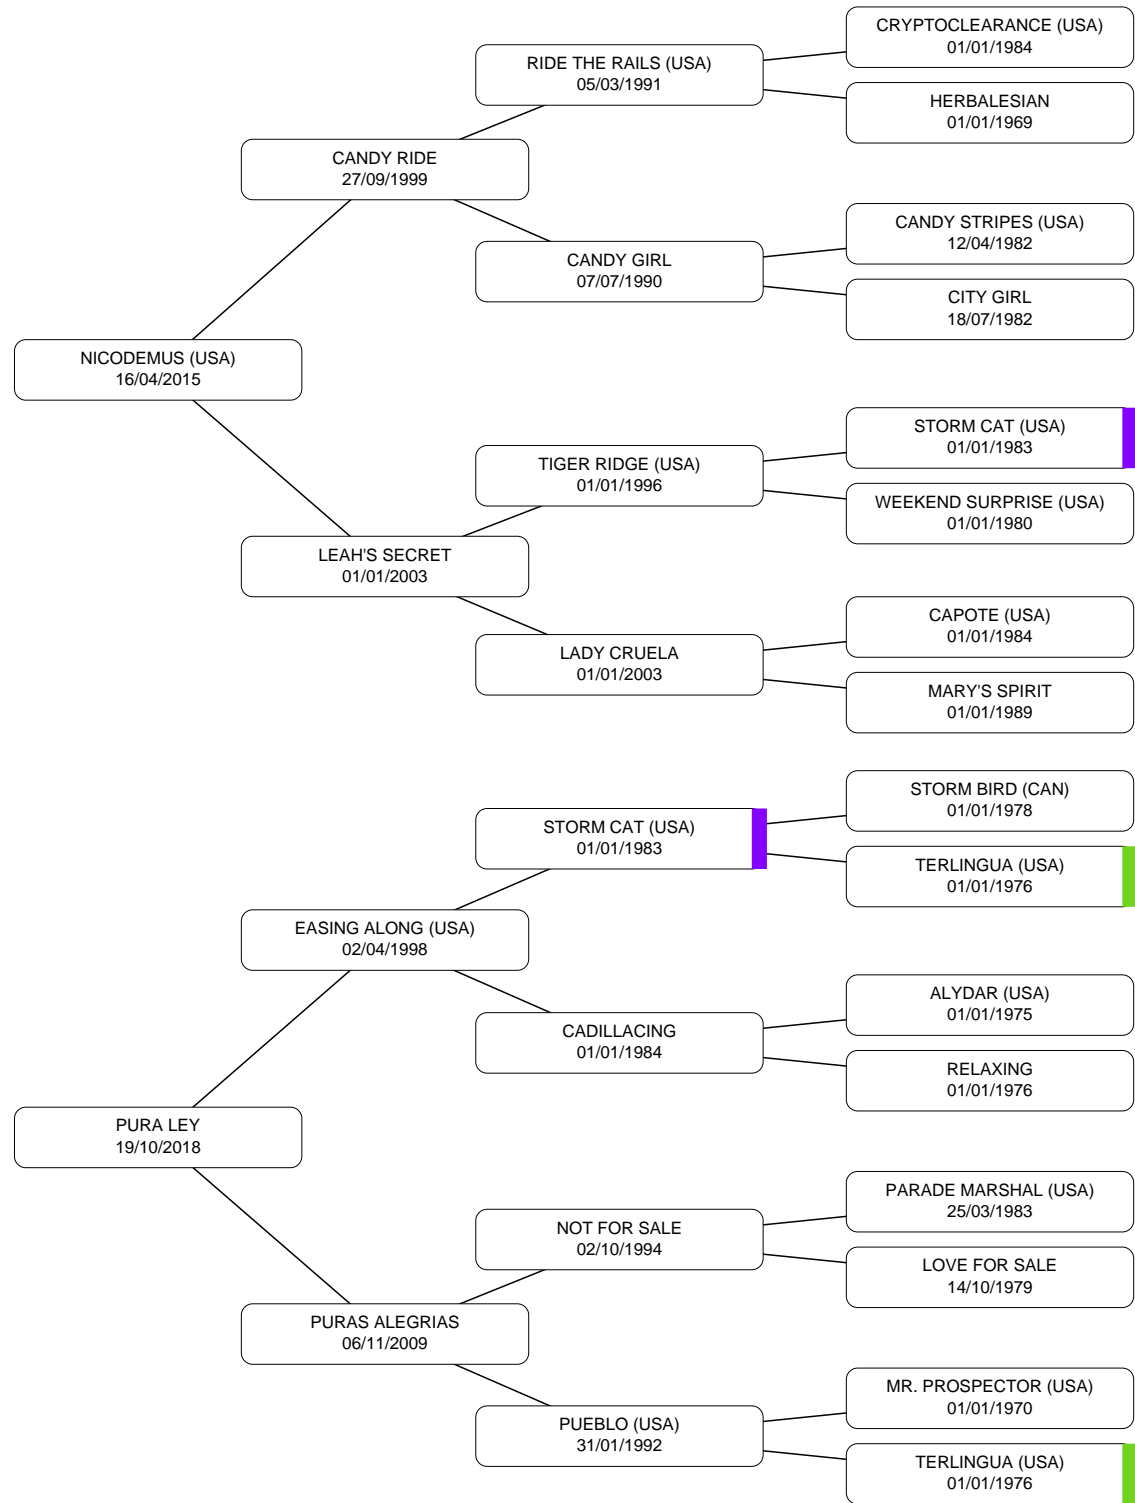 CRYPTOCLEARANCE (USA)
01/01/1984
RIDE THE RAILS (USA)
05/03/1991
HERBALESIAN
01/01/1969
CANDY RIDE
27/09/1999
CANDY STRIPES (USA)
12/04/1982
CANDY GIRL
07/07/1990
CITY GIRL
18/07/1982
NICODEMUS (USA)
16/04/2015
STORM CAT (USA)
01/01/1983
TIGER RIDGE (USA)
01/01/1996
WEEKEND SURPRISE (USA)
01/01/1980
LEAH'S SECRET
01/01/2003
CAPOTE (USA)
01/01/1984
LADY CRUELA
01/01/2003
MARY'S SPIRIT
01/01/1989
STORM BIRD (CAN)
01/01/1978
STORM CAT (USA)
01/01/1983
TERLINGUA (USA)
01/01/1976
EASING ALONG (USA)
02/04/1998
ALYDAR (USA)
01/01/1975
CADILLACING
01/01/1984
RELAXING
01/01/1976
PURA LEY
19/10/2018
PARADE MARSHAL (USA)
25/03/1983
NOT FOR SALE
02/10/1994
LOVE FOR SALE
14/10/1979
PURAS ALEGRIAS
06/11/2009
MR. PROSPECTOR (USA)
01/01/1970
PUEBLO (USA)
31/01/1992
TERLINGUA (USA)
01/01/1976